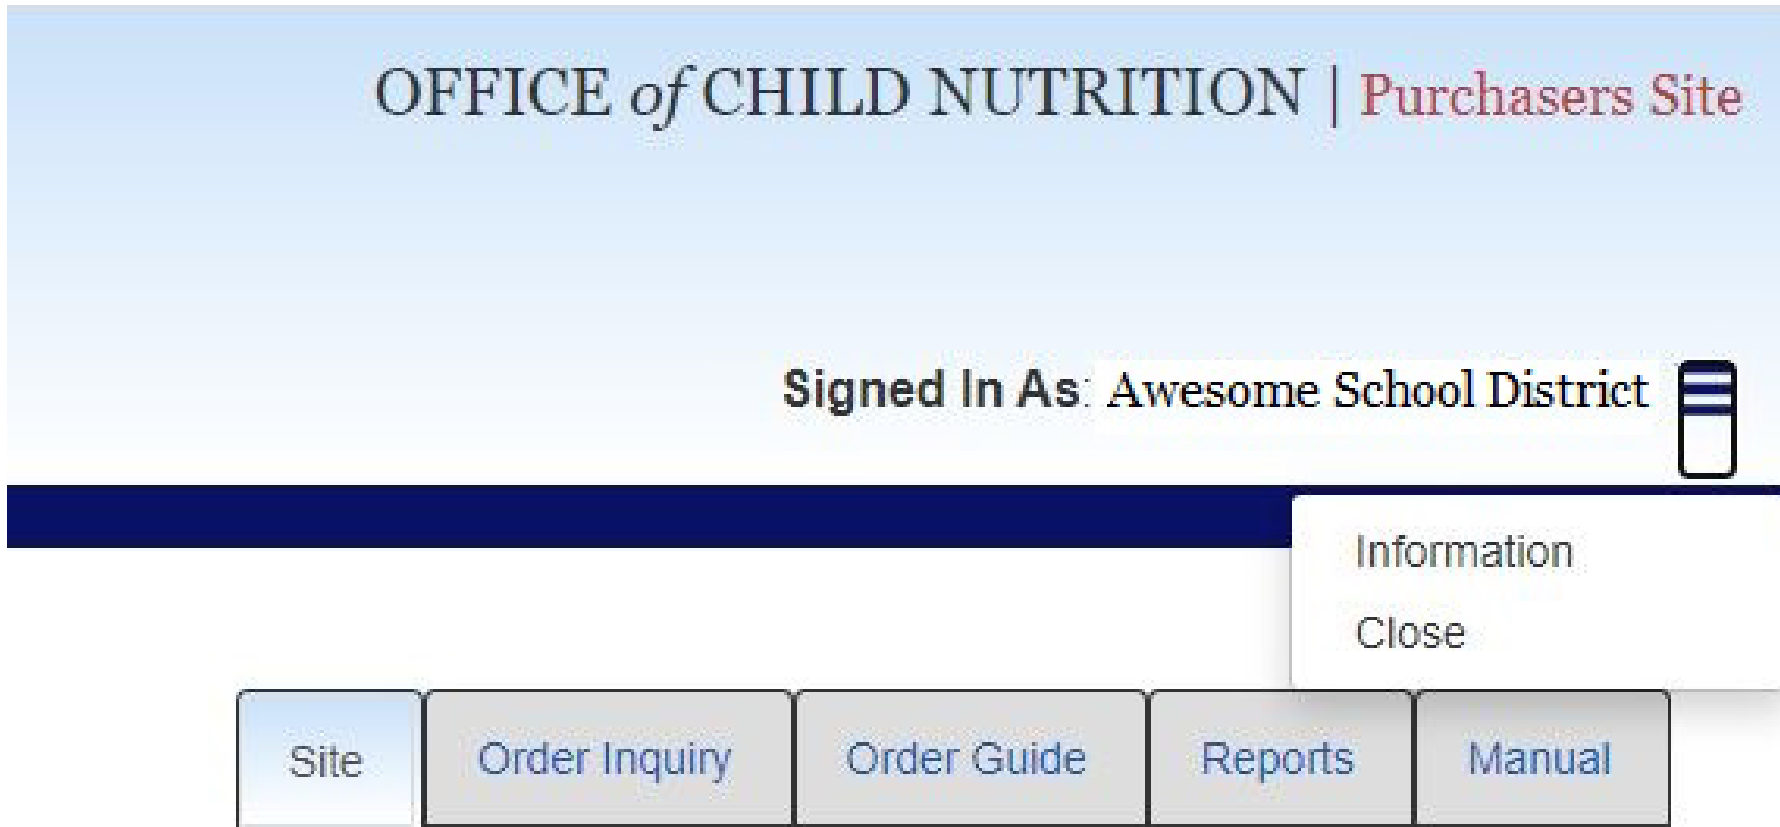 OFFICE of CHILD NUTRITION | Purchasers Site
Signed In As: Awesome School District
Information
Close
Site
Order Inquiry
Order Guide
Reports
Manual